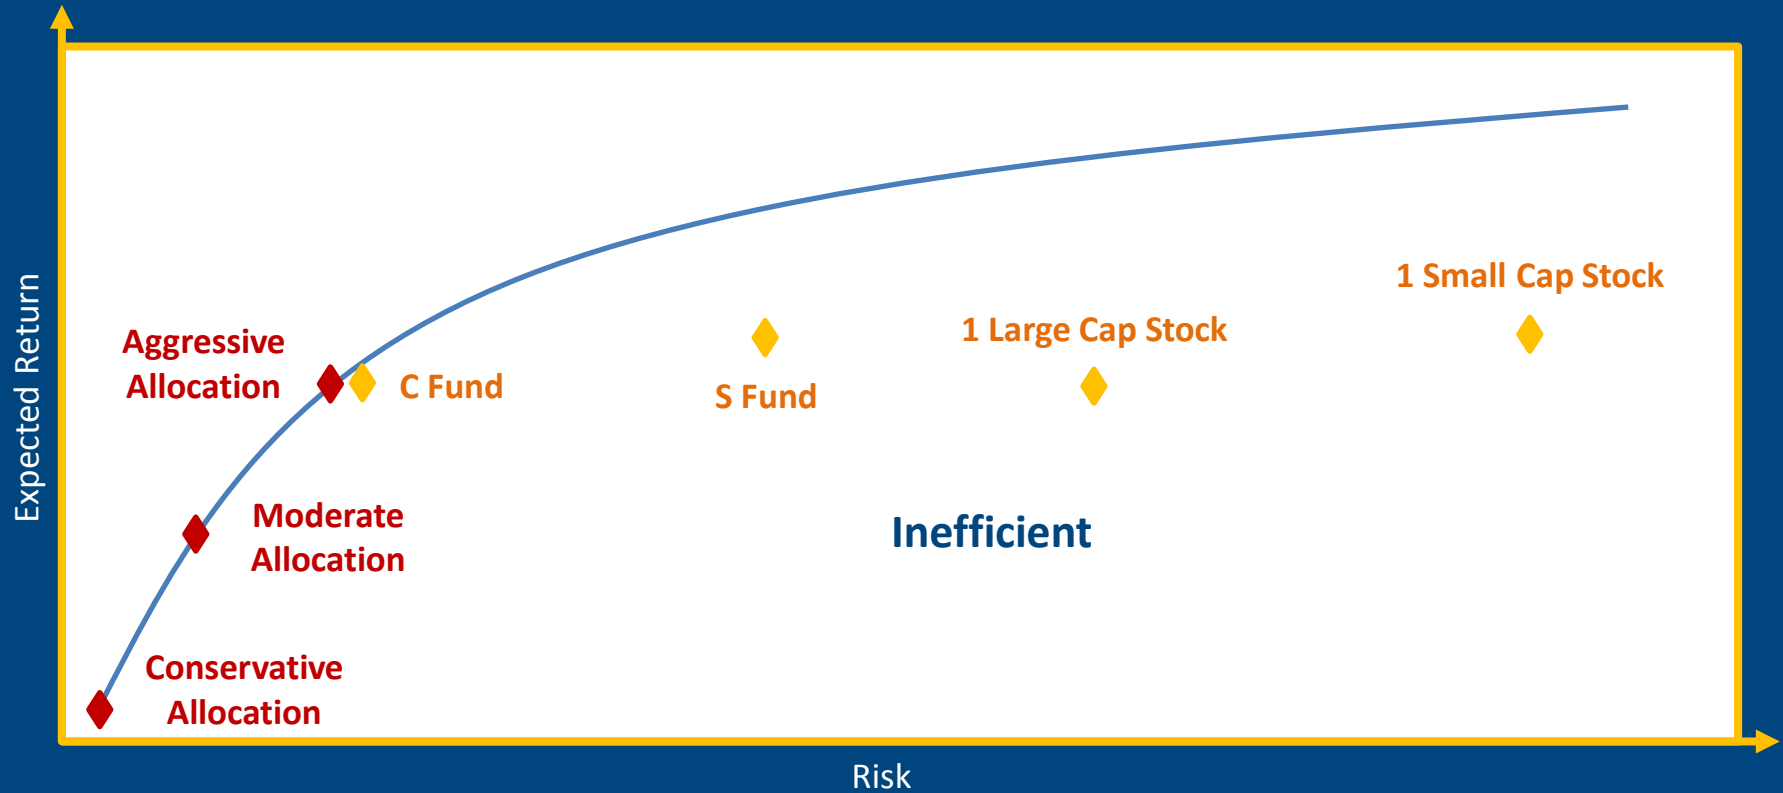 1 Small Cap Stock
Aggressive
Allocation
1 Large Cap Stock
C Fund
S Fund
Expected Return
Moderate
Allocation
Inefficient
Conservative
Allocation
Risk